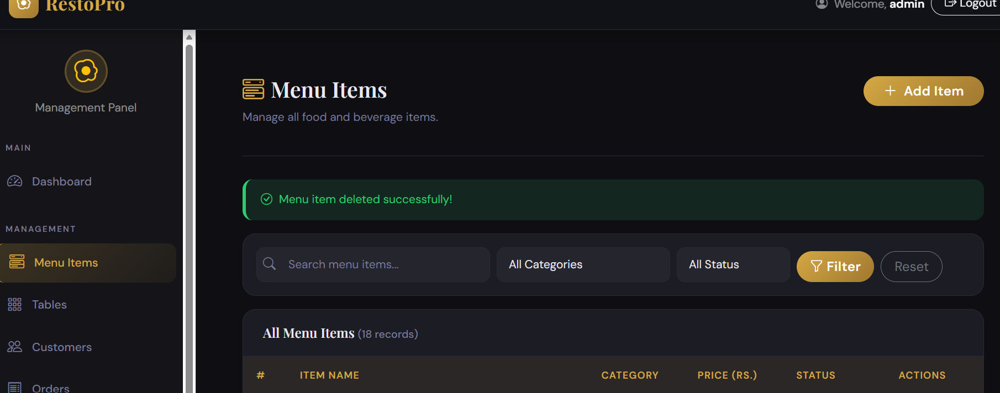 RestoPro
Welcome, admin
Logout
Management Panel
MAIN
Dashboard
MANAGEMENT
Menu Items
Tables
Customers
Orders
Menu Items
Add Item
Manage all food and beverage items.
Menu item deleted successfully!
Search menu items...
All Categories
All Status
Filter
Reset
All Menu Items (18 records)
# ITEM NAME CATEGORY PRICE (RS.) STATUS ACTIONS